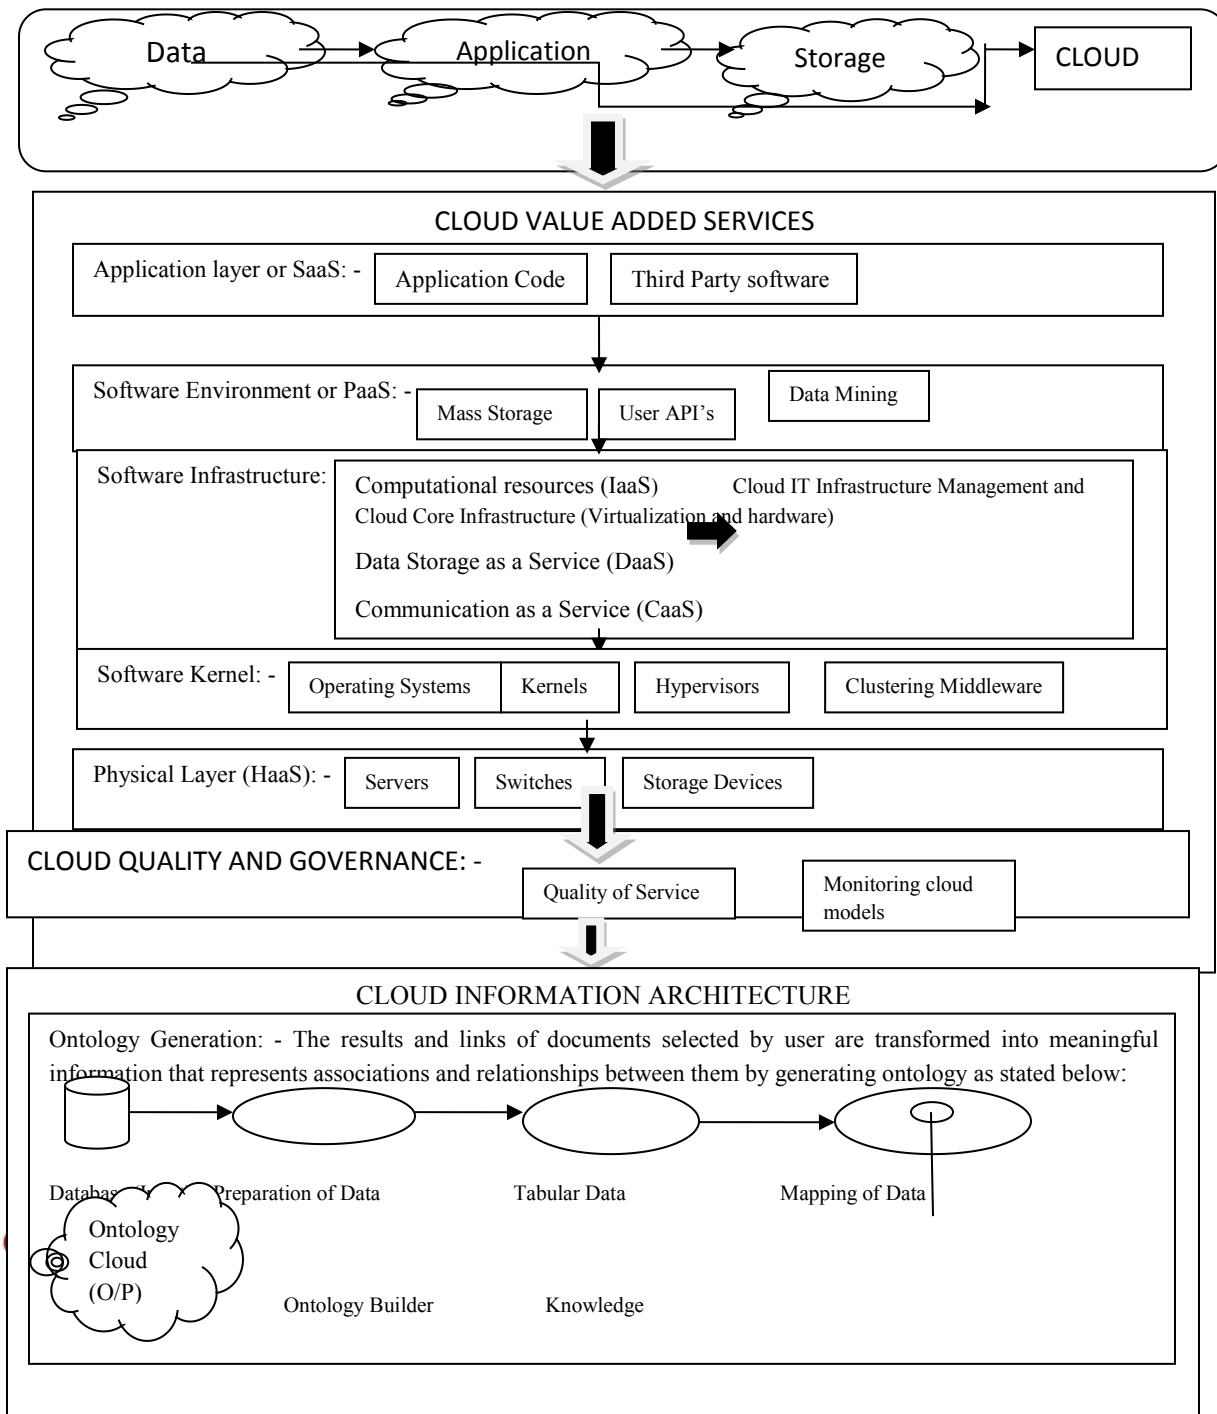 Data
Application
Storage
CLOUD
CLOUD VALUE ADDED SERVICES
Application layer or SaaS: -
Application Code
Third Party software
Software Environment or PaaS: -
Mass Storage
User API’s
Data Mining
Software Infrastructure:
Computational resources (IaaS)
Cloud IT Infrastructure Management and
Cloud Core Infrastructure (Virtualization and hardware)
Data Storage as a Service (DaaS)
Communication as a Service (CaaS)
Software Kernel: -
Operating Systems
Kernels
Hypervisors
Clustering Middleware
Physical Layer (HaaS): -
Servers
Switches
Storage Devices
CLOUD QUALITY AND GOVERNANCE: -
Quality of Service
Monitoring cloud
models
CLOUD INFORMATION ARCHITECTURE
Ontology Generation: - The results and links of documents selected by user are transformed into meaningful
information that represents associations and relationships between them by generating ontology as stated below:
Preparation of Data
Tabular Data
Mapping of Data
Ontology
Cloud
(O/P)
Ontology Builder
Knowledge